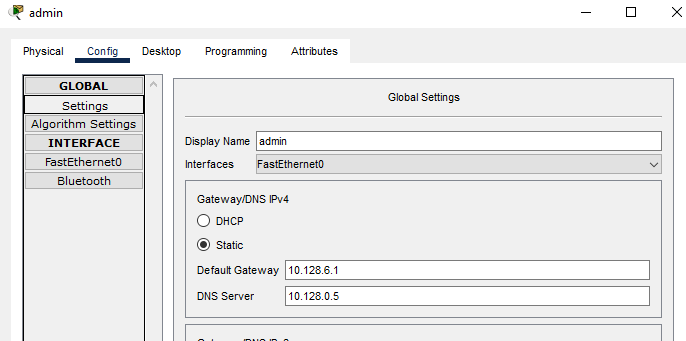 admin
Physical Config Desktop Programming Attributes
GLOBAL
Settings
Algorithm Settings
INTERFACE
FastEthernet0
Bluetooth
Global Settings
Display Name admin
Interfaces FastEthernet0
Gateway/DNS IPv4
DHCP
Static
Default Gateway 10.128.6.1
DNS Server 10.128.0.5